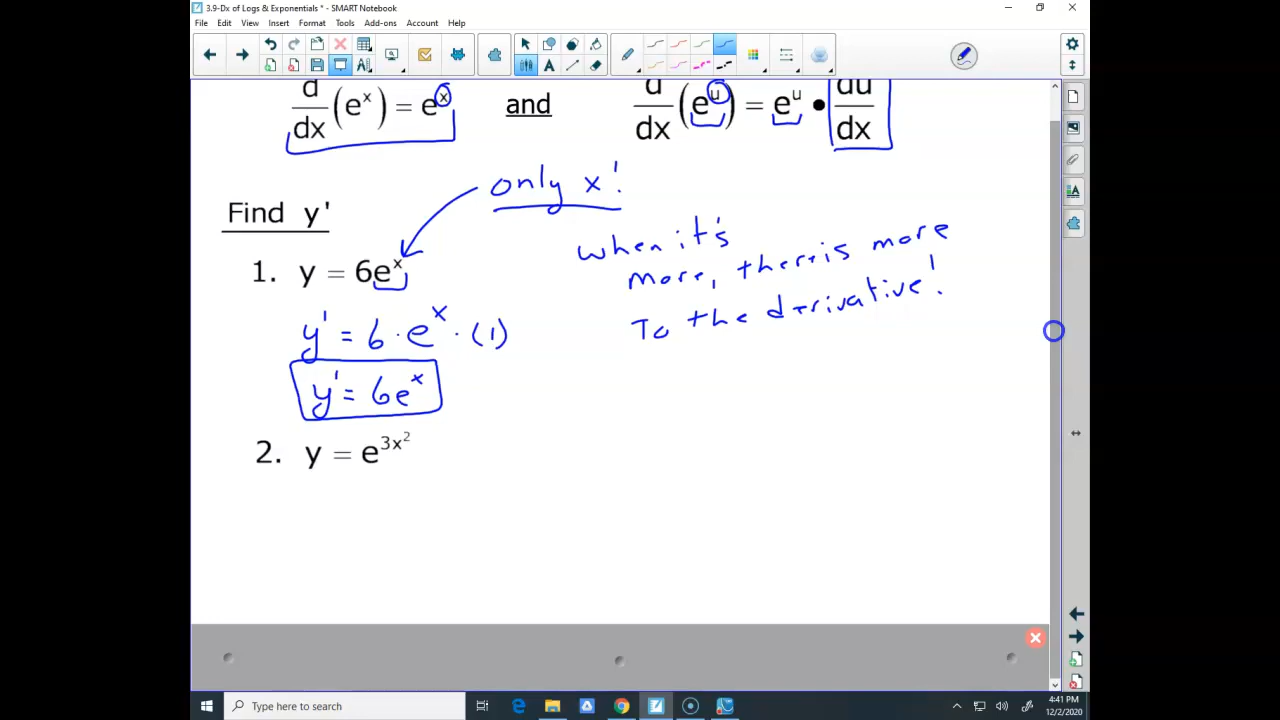 3.9-Dx of Logs & Exponentials * - SMART Notebook
File Edit View Insert Format Tools Add-ons Account Help
d/dx (e^x) = e^x and d/dx (e^u) = e^u • du/dx
only x!
Find y'
when it's
more, there is more
To the derivative!
1. y = 6e^x
y' = 6 · e^x · (1)
y' = 6e^x
2. y = e^3x^2
Type here to search
4:41 PM
12/2/2020